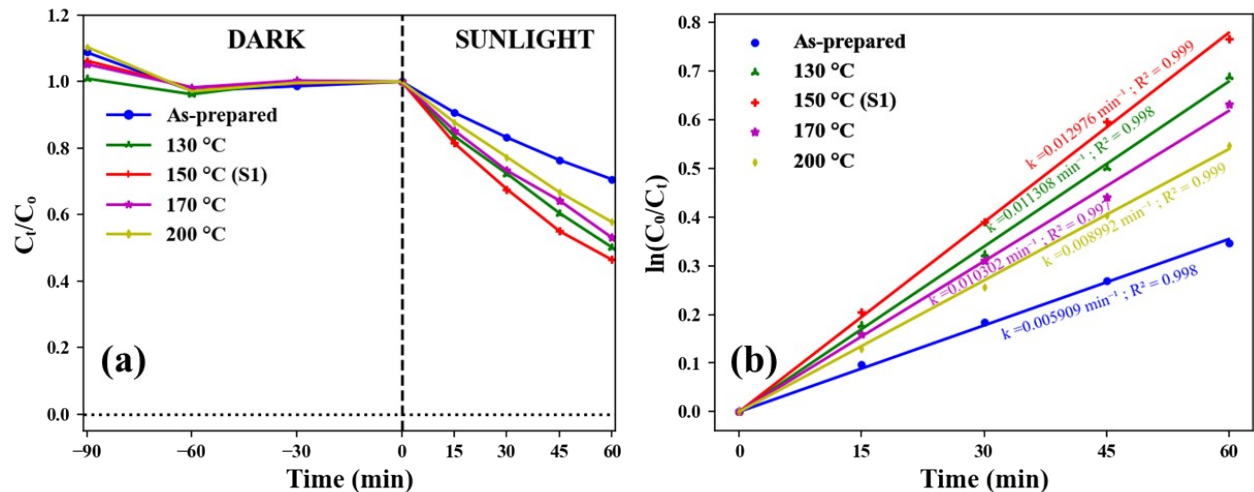 1.2
1.0
0.8
0.6
0.4
0.2
0.0
Cₜ/Cₒ
DARK
SUNLIGHT
As-prepared
130 °C
150 °C (S1)
170 °C
200 °C
(a)
−90
−60
−30
0
15
30
45
60
Time (min)
0.8
0.7
0.6
0.5
0.4
0.3
0.2
0.1
0.0
ln(C₀/Cₜ)
As-prepared
130 °C
150 °C (S1)
170 °C
200 °C
k =0.012976 min⁻¹ ; R² = 0.999
k =0.011308 min⁻¹ ; R² = 0.998
k =0.010302 min⁻¹ ; R² = 0.997
k =0.008992 min⁻¹ ; R² = 0.999
k =0.005909 min⁻¹ ; R² = 0.998
(b)
0
15
30
45
60
Time (min)